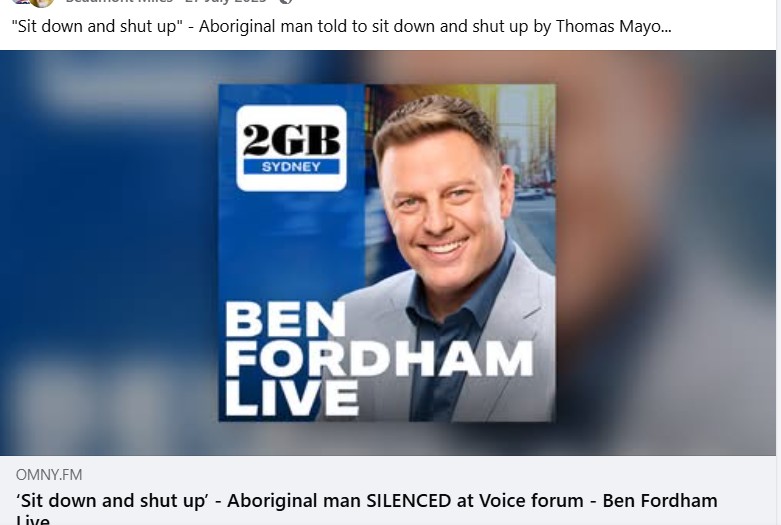 Beaumont Miles · 27 July 2023
"Sit down and shut up" - Aboriginal man told to sit down and shut up by Thomas Mayo...
2GB
SYDNEY
BEN
FORDHAM
LIVE
OMNY.FM
‘Sit down and shut up’ - Aboriginal man SILENCED at Voice forum - Ben Fordham
Live